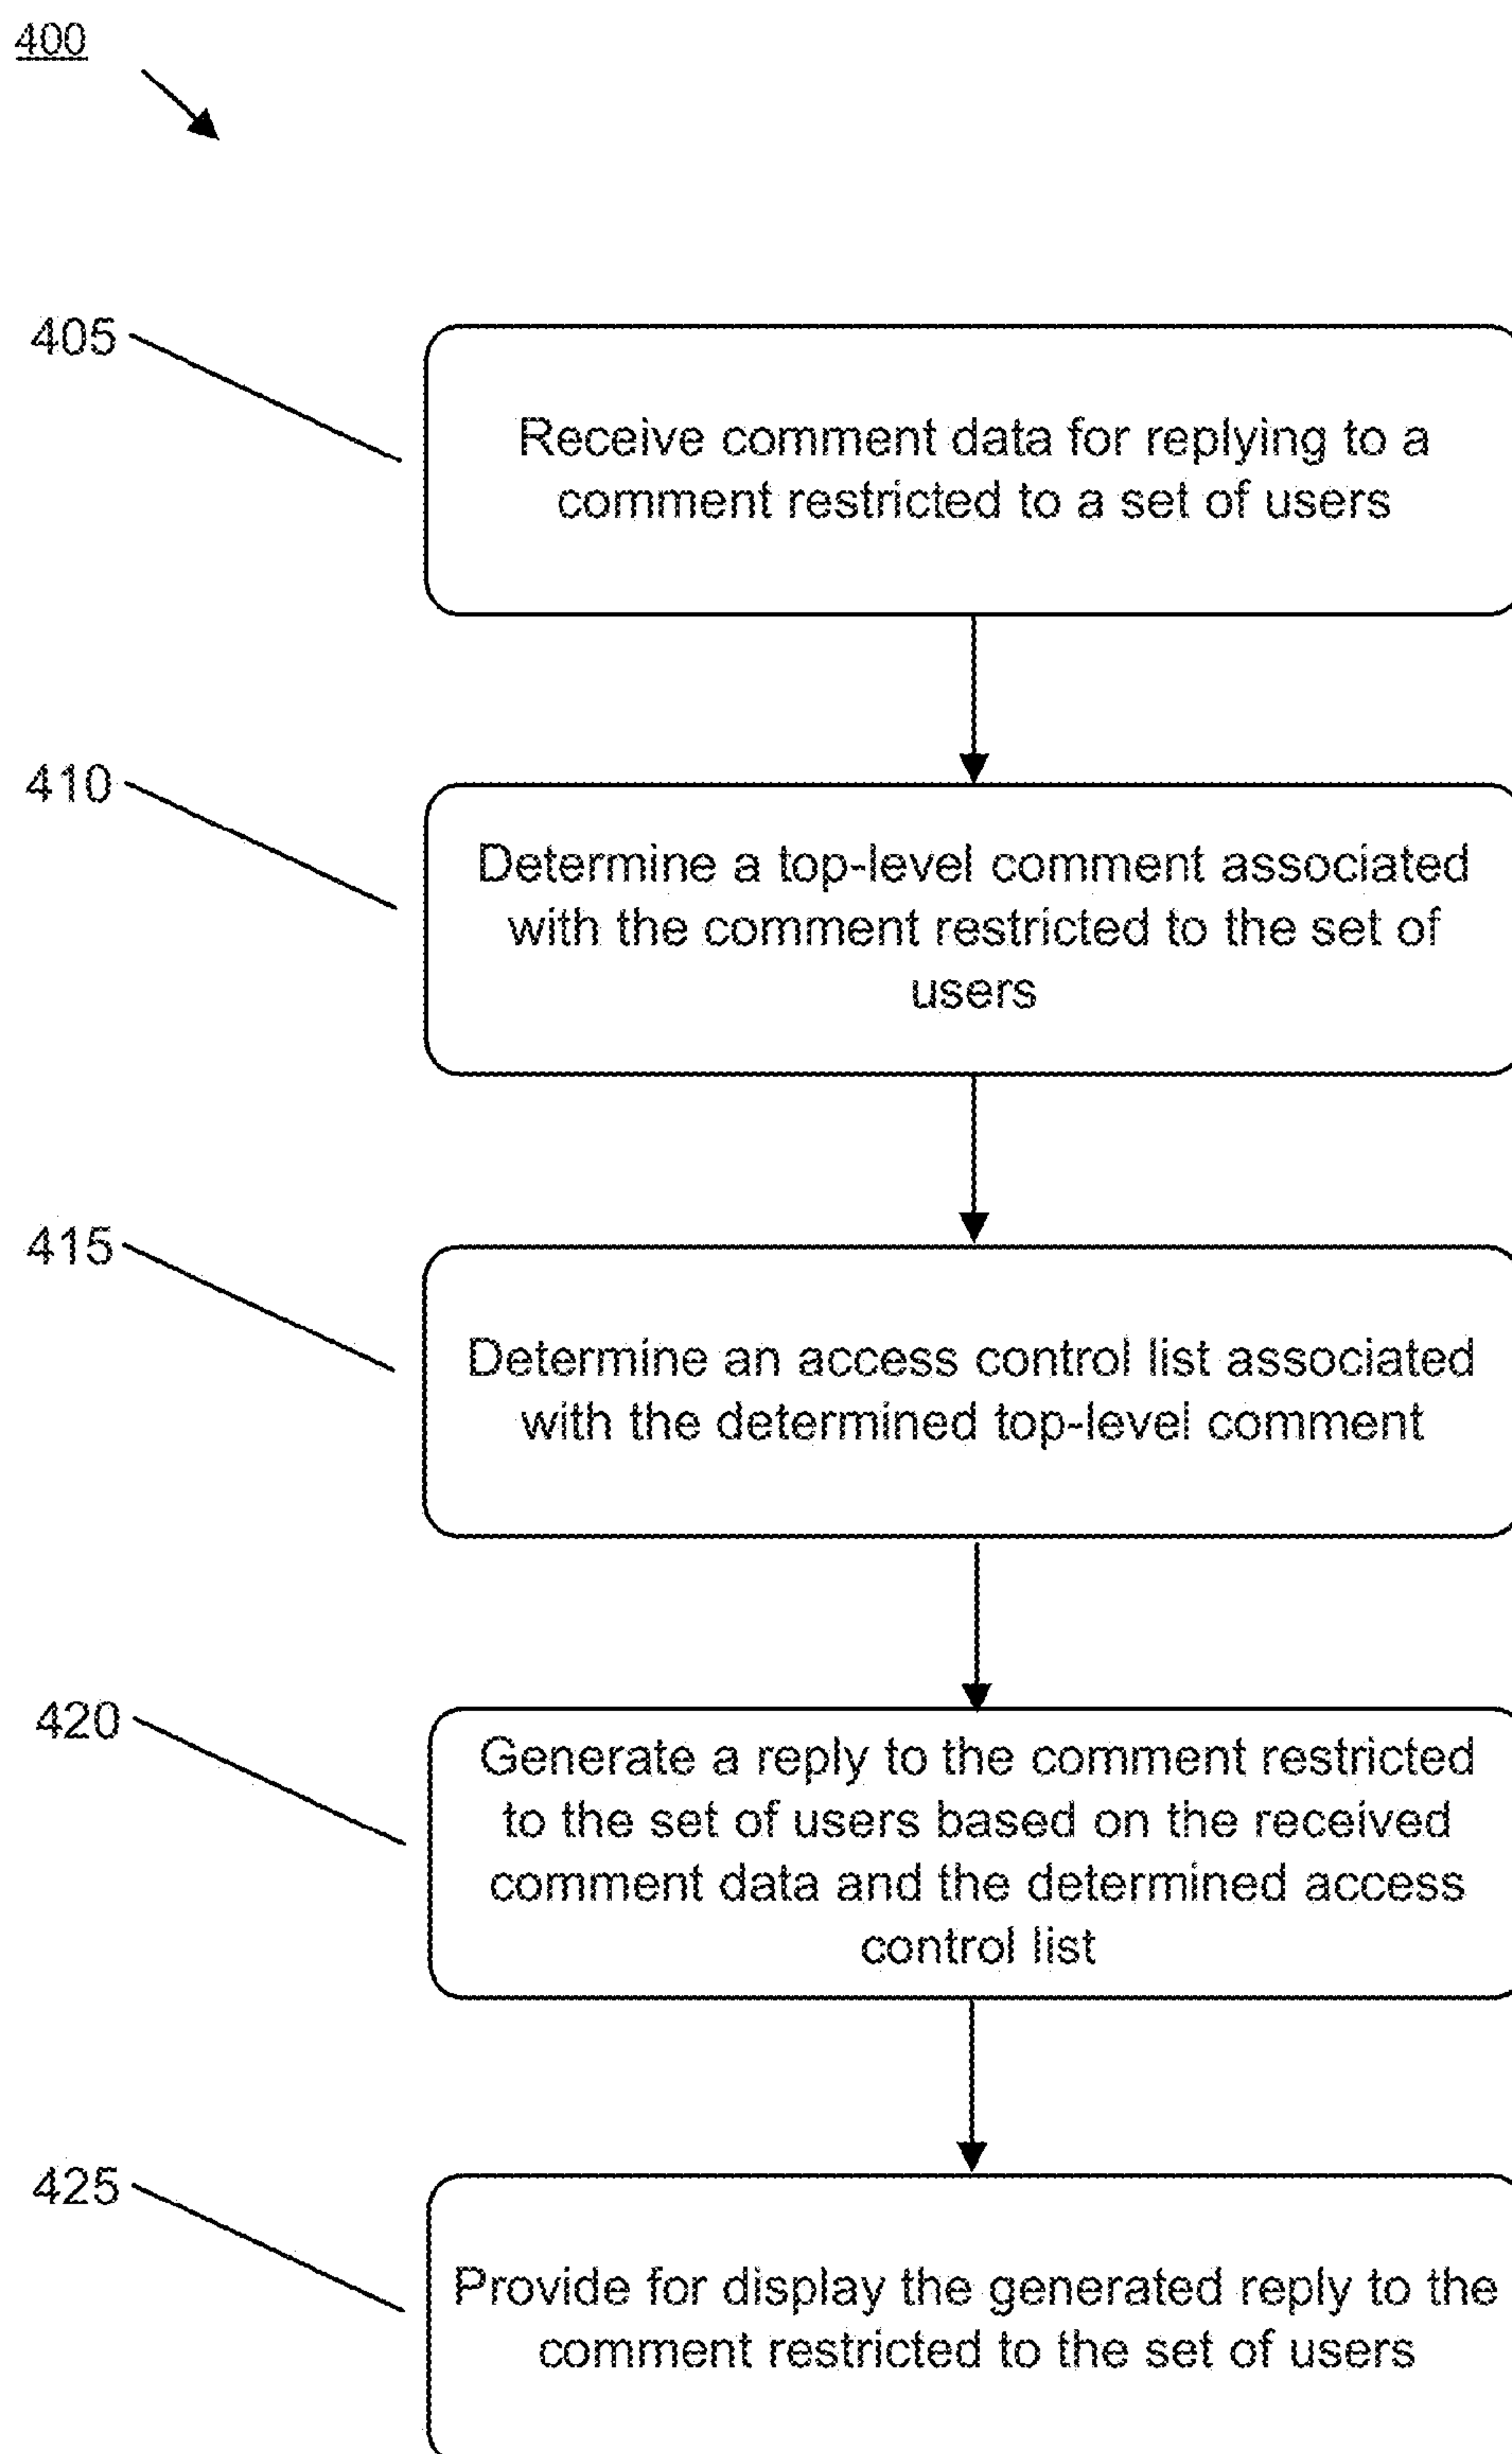 400
405
Receive comment data for replying to a
comment restricted to a set of users
410
Determine a top-level comment associated
with the comment restricted to the set of
users
415
Determine an access control list associated
with the determined top-level comment
420
Generate a reply to the comment restricted
to the set of users based on the received
comment data and the determined access
control list
425
Provide for display the generated reply to the
comment restricted to the set of users